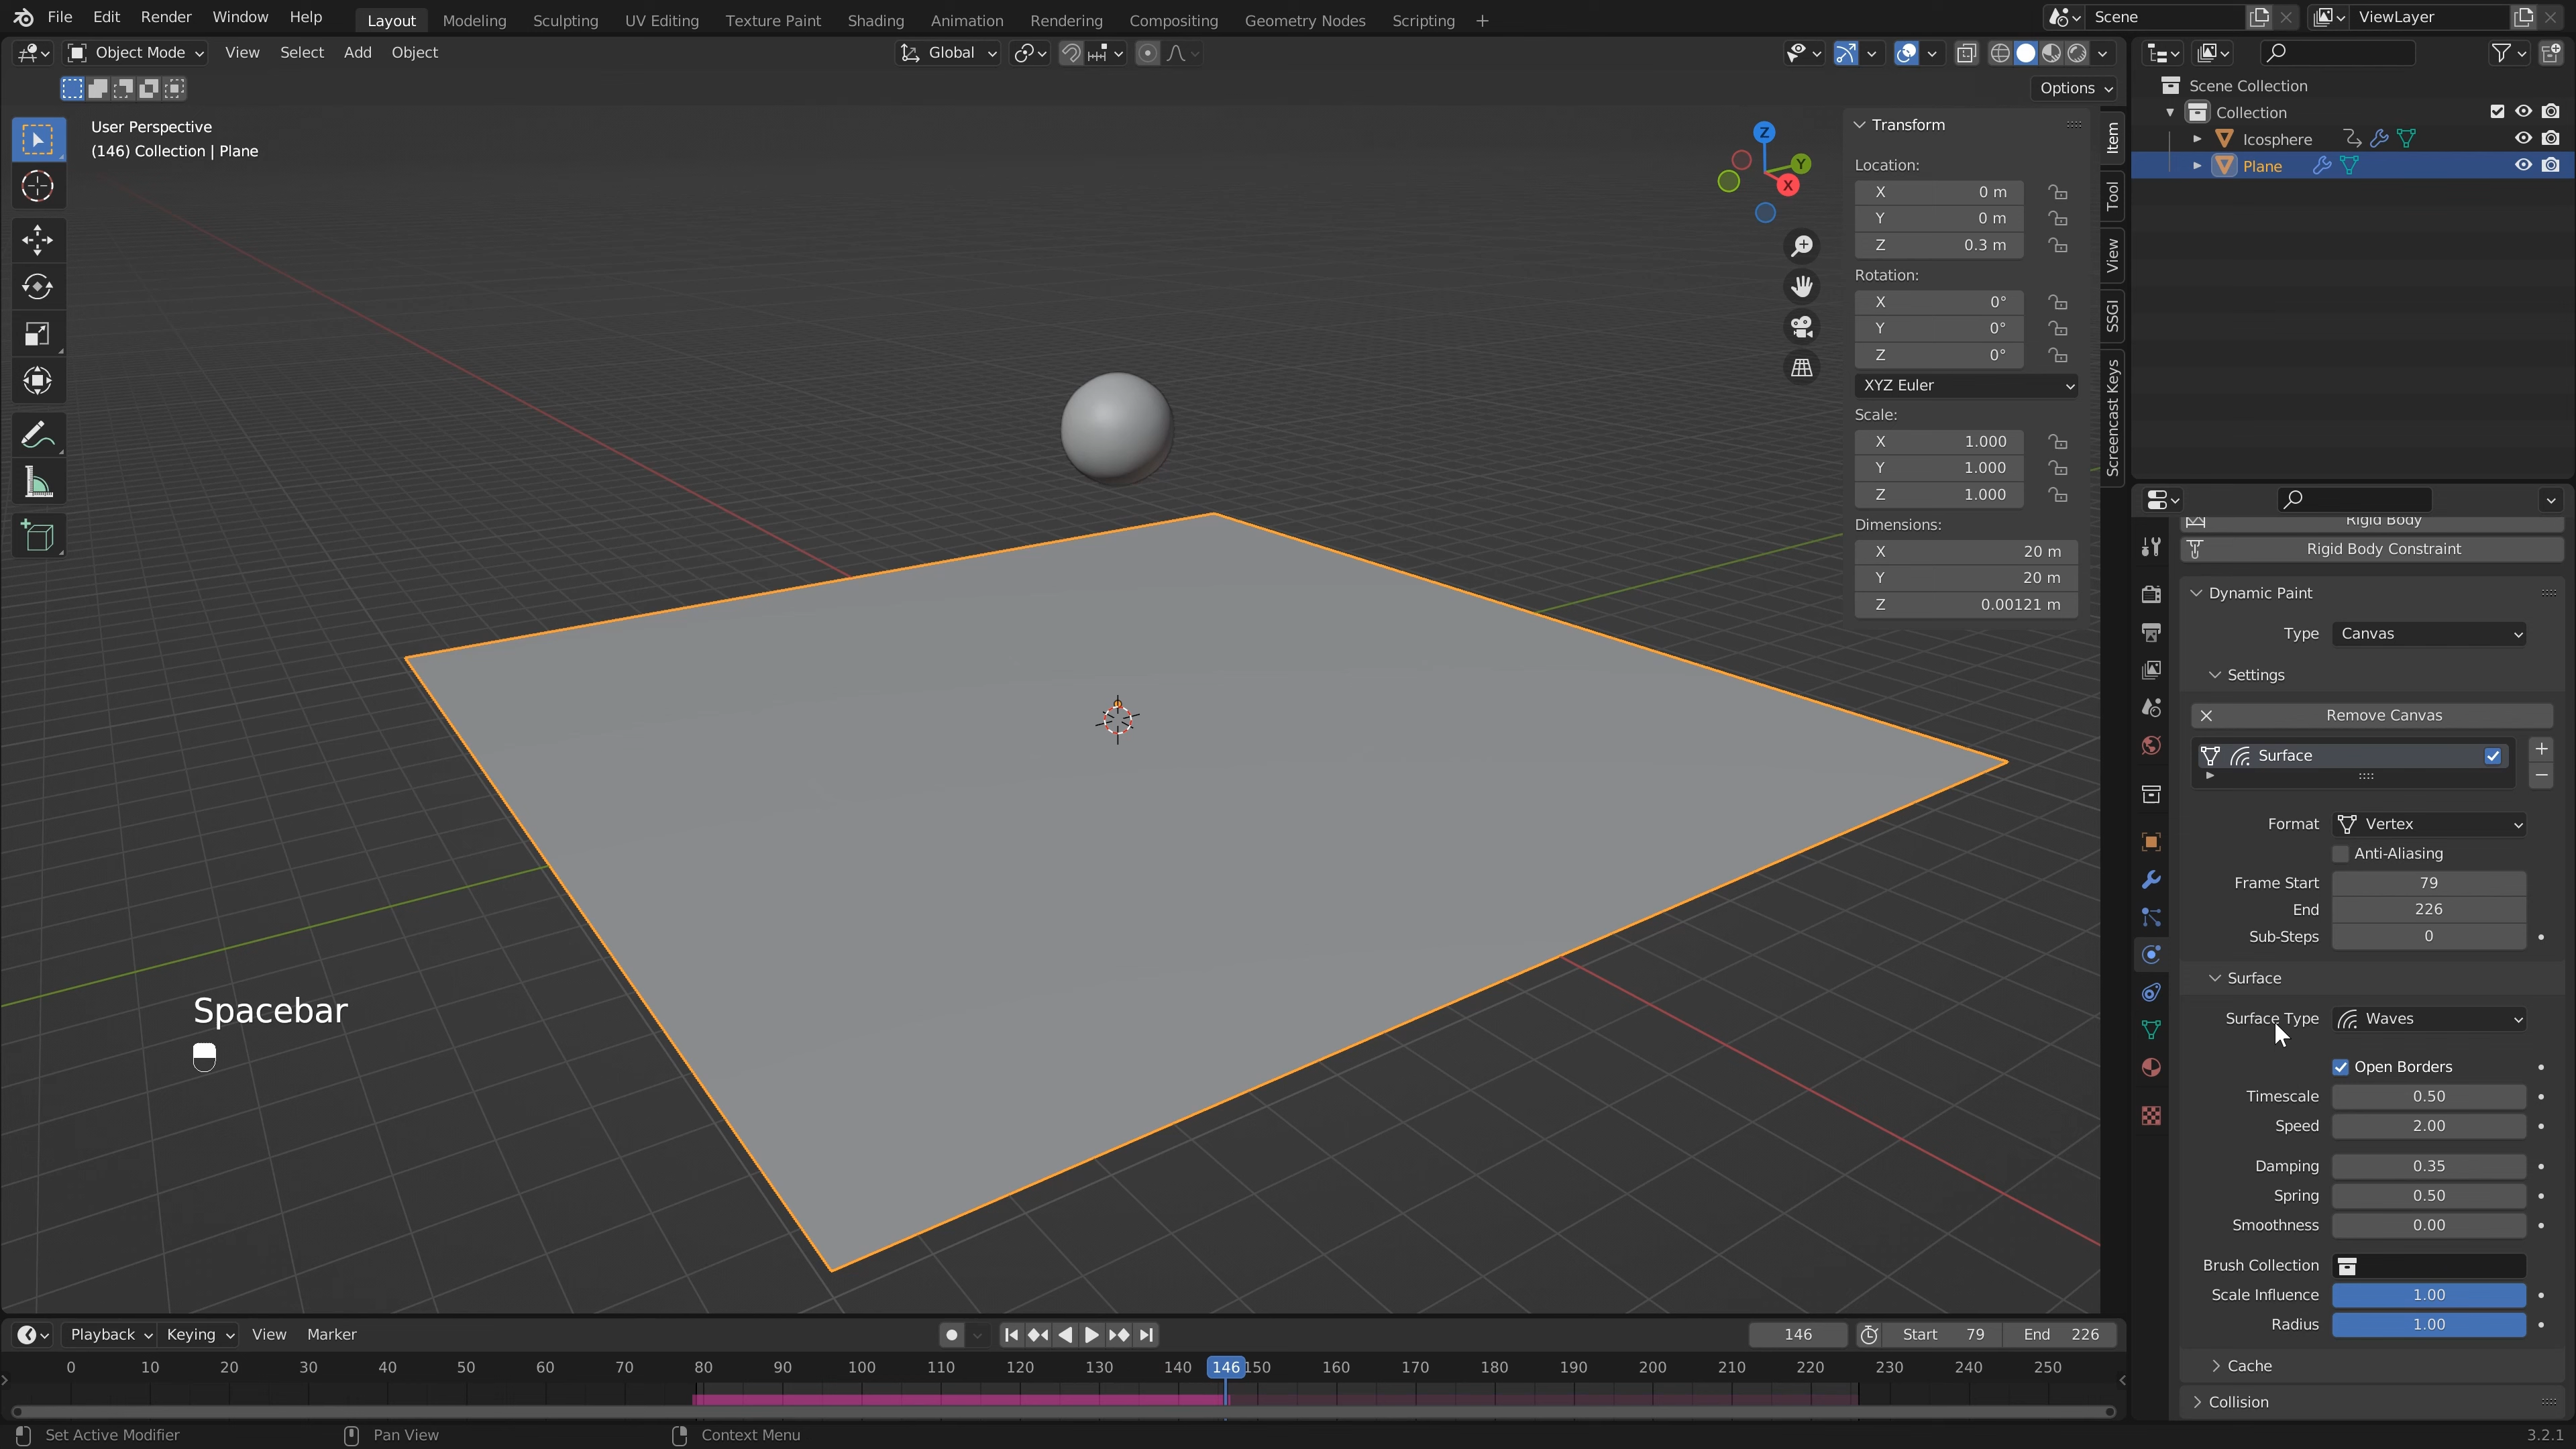 File Edit Render Window Help Layout Modeling Sculpting UV Editing Texture Paint Shading Animation Rendering Compositing Geometry Nodes Scripting + Scene ViewLayer
Object Mode View Select Add Object Global
Options
User Perspective
(146) Collection | Plane
Z
Y
X
Transform
Location:
X 0 m
Y 0 m
Z 0.3 m
Rotation:
X 0°
Y 0°
Z 0°
XYZ Euler
Scale:
X 1.000
Y 1.000
Z 1.000
Dimensions:
X 20 m
Y 20 m
Z 0.00121 m
Item
Tool
View
SSGI
Screencast Keys
Scene Collection
Collection
Icosphere
Plane
Rigid Body
Rigid Body Constraint
Dynamic Paint
Type Canvas
Settings
Remove Canvas
Surface
Format Vertex
Anti-Aliasing
Frame Start 79
End 226
Sub-Steps 0
Surface
Surface Type Waves
Open Borders
Timescale 0.50
Speed 2.00
Damping 0.35
Spring 0.50
Smoothness 0.00
Brush Collection
Scale Influence 1.00
Radius 1.00
Cache
Collision
Spacebar
Playback Keying View Marker 146 Start 79 End 226
0 10 20 30 40 50 60 70 80 90 100 110 120 130 140 146 150 160 170 180 190 200 210 220 230 240 250
Set Active Modifier Pan View Context Menu 3.2.1